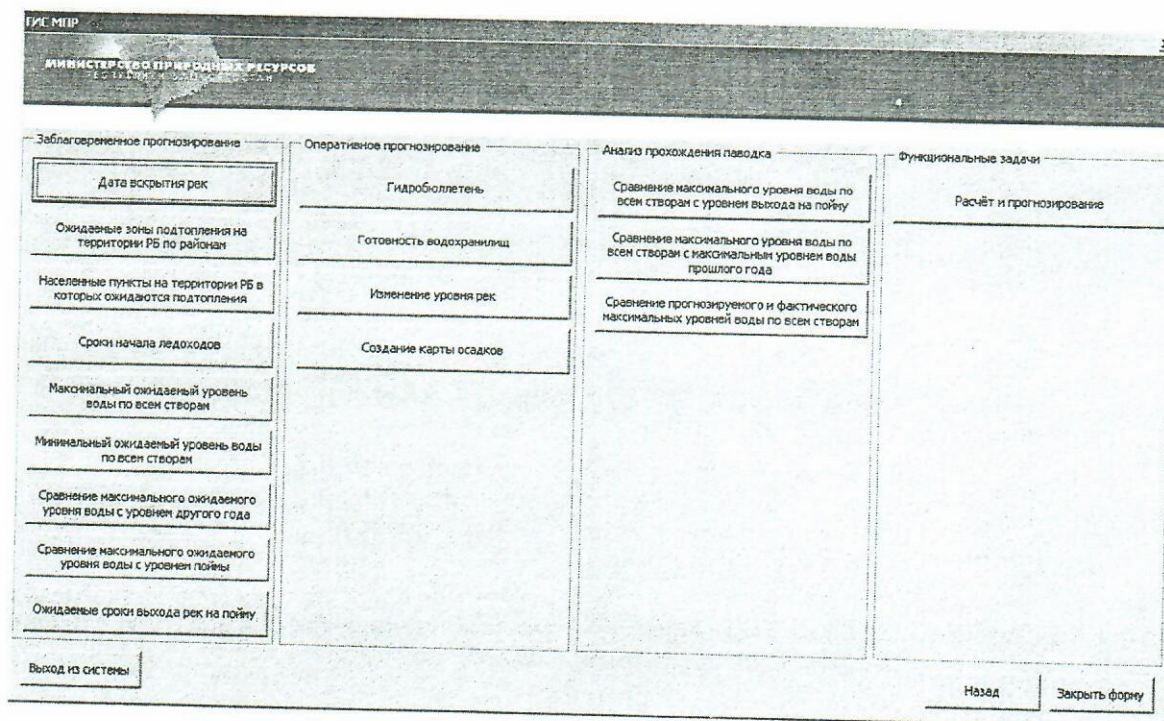 ГИС МПР
МИНИСТЕРСТВО ПРИРОДНЫХ РЕСУРСОВ
РЕСПУБЛИКИ БАШКОРТОСТАН
Заблаговременное прогнозирование
Дата вскрытия рек
Ожидаемые зоны подтопления на
территории РБ по районам
Населенные пункты на территории РБ в
которых ожидаются подтопления
Сроки начала ледоходов
Максимальный ожидаемый уровень
воды по всем створам
Минимальный ожидаемый уровень воды
по всем створам
Сравнение максимального ожидаемого
уровня воды с уровнем другого года
Сравнение максимального ожидаемого
уровня воды с уровнем поймы
Ожидаемые сроки выхода рек на пойму
Оперативное прогнозирование
Гидробюллетень
Готовность водохранилищ
Изменение уровня рек
Создание карты осадков
Анализ прохождения паводка
Сравнение максимального уровня воды по
всем створам с уровнем выхода на пойму
Сравнение максимального уровня воды по
всем створам с максимальным уровнем воды
прошлого года
Сравнение прогнозируемого и фактического
максимальных уровней воды по всем створам
Функциональные задачи
Расчёт и прогнозирование
Выход из системы
Назад
Закрыть форму